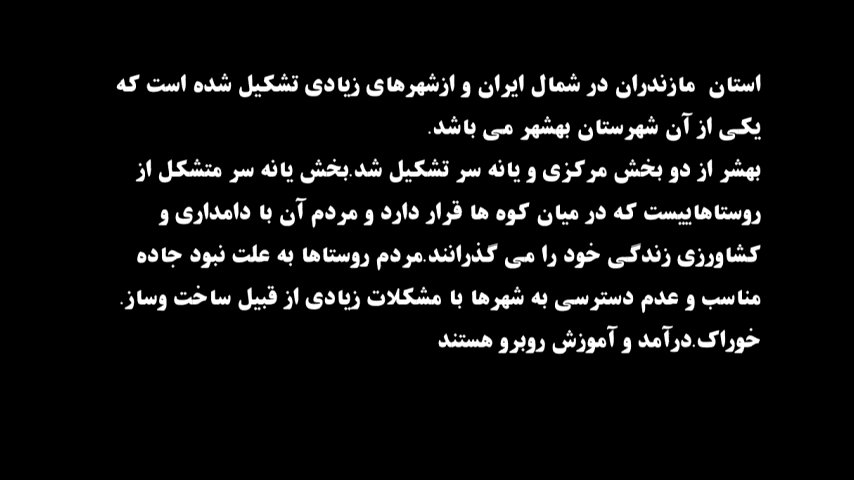 استان  مازندران در شمال ایران و ازشهرهای زیادی تشکیل شده است که
یکی از آن شهرستان بهشهر می باشد.
بهشر از دو بخش مرکزی و یانه سر تشکیل شد.بخش یانه سر متشکل از
روستاهاییست که در میان کوه ها قرار دارد و مردم آن با دامداری و
کشاورزی زندگی خود را می گذرانند.مردم روستاها به علت نبود جاده
مناسب و عدم دسترسی به شهرها با مشکلات زیادی از قبیل ساخت وساز.
خوراک.درآمد و آموزش روبرو هستند